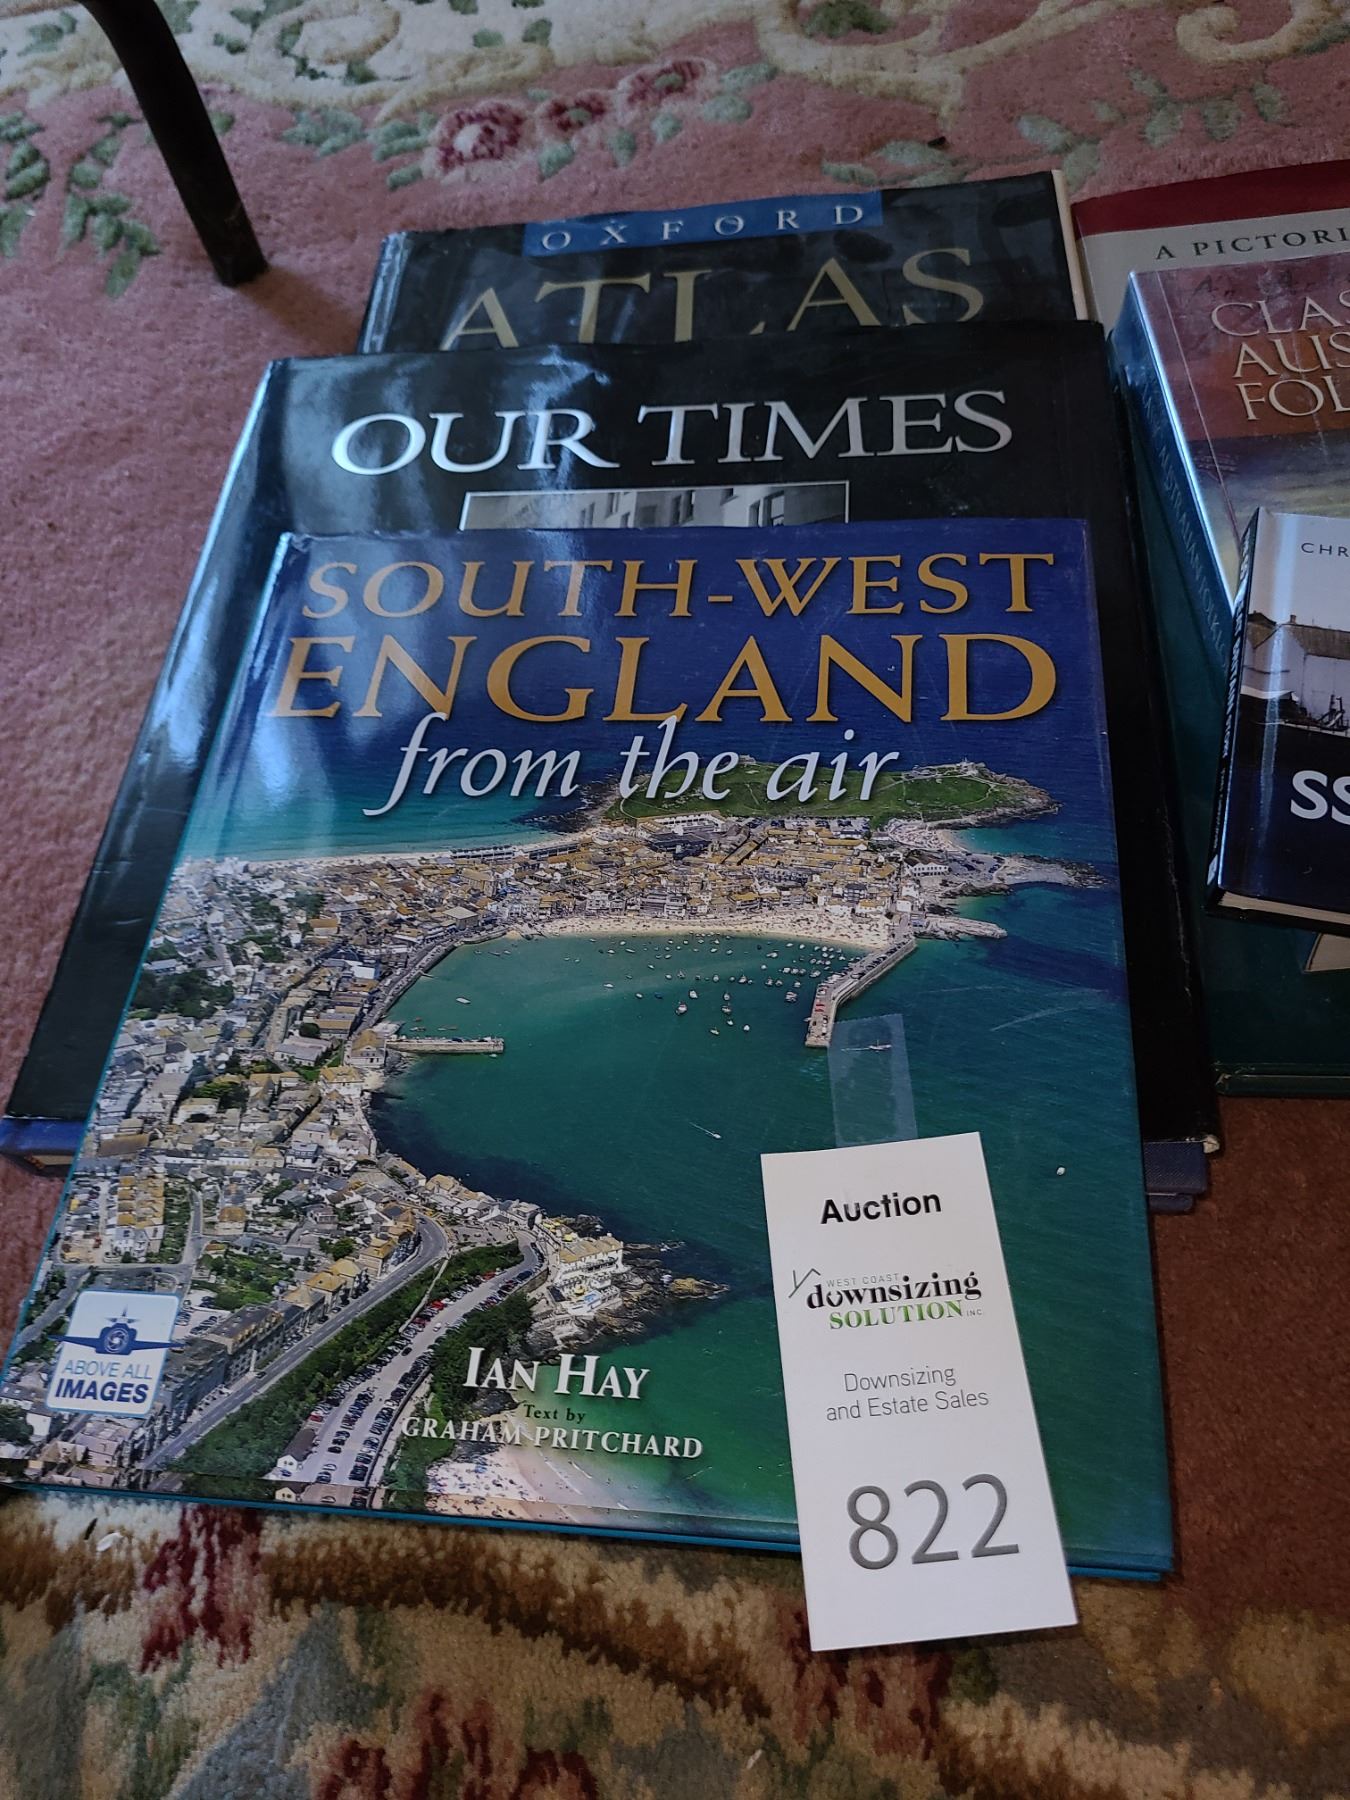 OXFORD
ATLAS
OUR TIMES
SOUTH-WEST
ENGLAND
from the air
ABOVE ALL
IMAGES
IAN HAY
Text by
GRAHAM PRITCHARD
Auction
WEST COAST
downsizing
SOLUTION INC.
Downsizing
and Estate Sales
822
A PICTORI
CLAS
AUS
FOL
CHR
SS